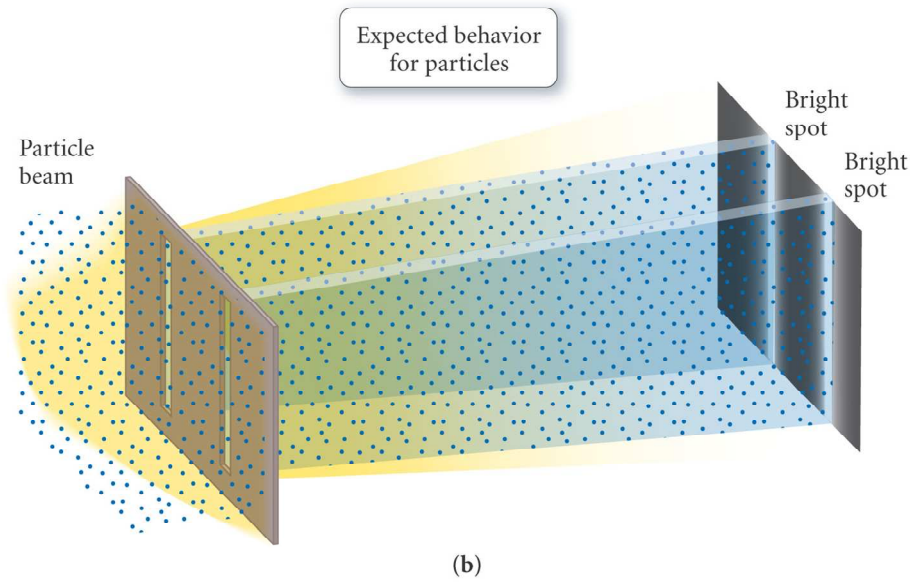 Expected behavior
for particles
Bright
spot
Bright
spot
Particle
beam
(b)